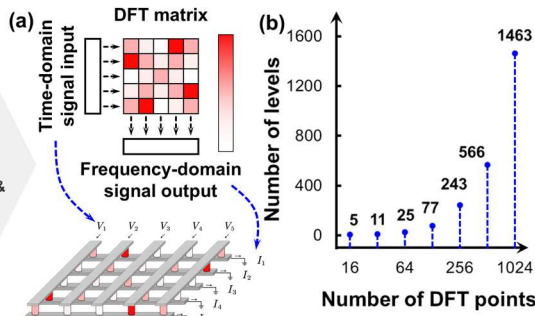 (a)
DFT matrix
Time-domain
signal input
Frequency-domain
signal output
&
V₁ V₂ V₃ V₄ V₅
I₁
I₂
I₃
I₄
(b)
Number of levels
1600
1200
800
400
0
5 11 25 77 243 566 1463
16 64 256 1024
Number of DFT points